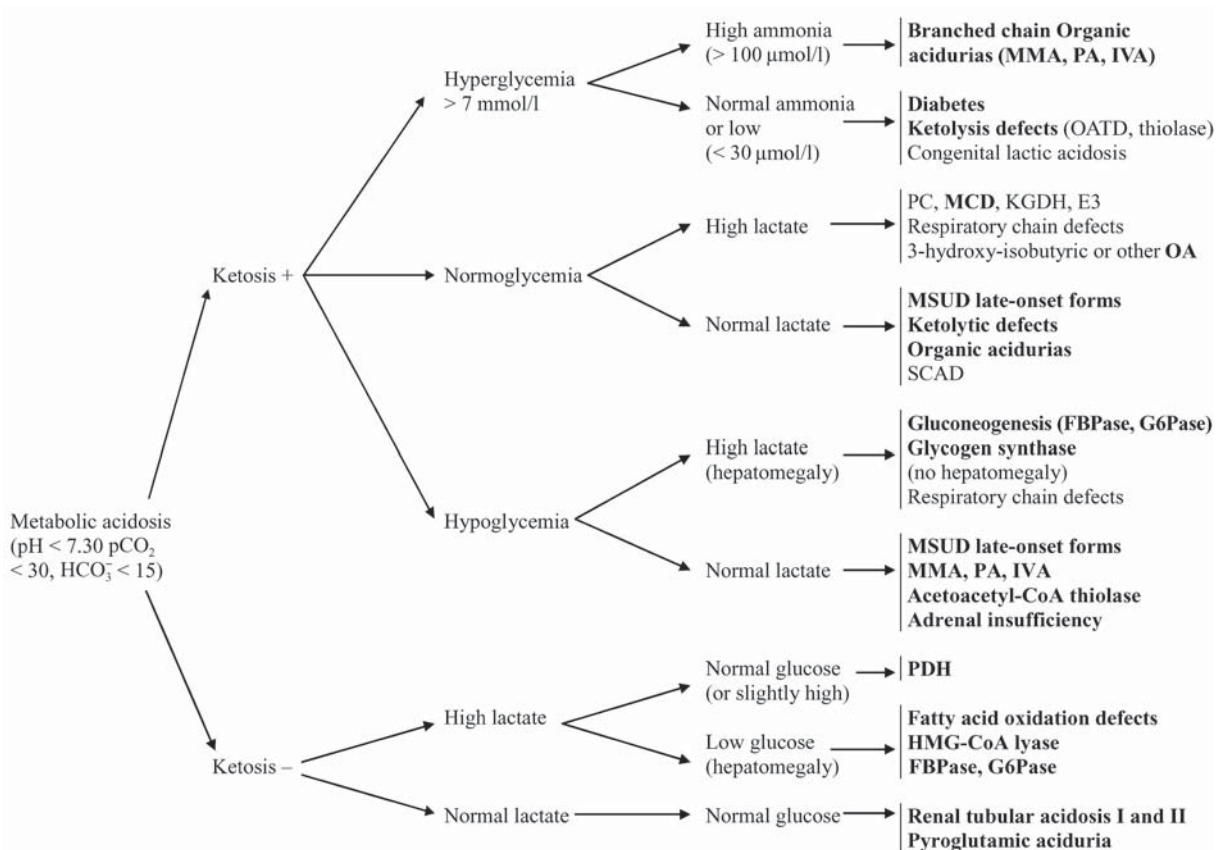 Metabolic acidosis
(pH < 7.30 pCO₂
< 30, HCO₃⁻ < 15)
Ketosis +
Hyperglycemia
> 7 mmol/l
High ammonia
(> 100 µmol/l)
Branched chain Organic
acidurias (MMA, PA, IVA)
Normal ammonia
or low
(< 30 µmol/l)
Diabetes
Ketolysis defects (OATD, thiolase)
Congenital lactic acidosis
Normoglycemia
High lactate
PC, MCD, KGDH, E3
Respiratory chain defects
3-hydroxy-isobutyric or other OA
Normal lactate
MSUD late-onset forms
Ketolytic defects
Organic acidurias
SCAD
Hypoglycemia
High lactate
(hepatomegaly)
Gluconeogenesis (FBPase, G6Pase)
Glycogen synthase
(no hepatomegaly)
Respiratory chain defects
Normal lactate
MSUD late-onset forms
MMA, PA, IVA
Acetoacetyl-CoA thiolase
Adrenal insufficiency
Ketosis –
High lactate
Normal glucose
(or slightly high)
PDH
Low glucose
(hepatomegaly)
Fatty acid oxidation defects
HMG-CoA lyase
FBPase, G6Pase
Normal lactate
Normal glucose
Renal tubular acidosis I and II
Pyroglutamic aciduria